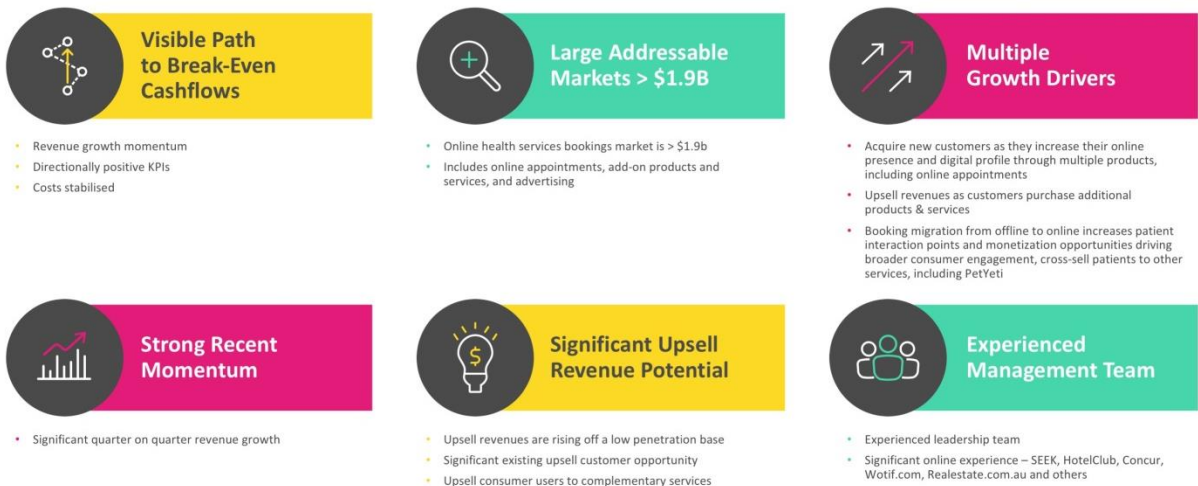 Visible Path
to Break-Even
Cashflows
• Revenue growth momentum
• Directionally positive KPIs
• Costs stabilised
Large Addressable
Markets > $1.9B
• Online health services bookings market is > $1.9b
• Includes online appointments, add-on products and
services, and advertising
Multiple
Growth Drivers
• Acquire new customers as they increase their online
presence and digital profile through multiple products,
including online appointments
• Upsell revenues as customers purchase additional
products & services
• Booking migration from offline to online increases patient
interaction points and monetization opportunities driving
broader consumer engagement, cross-sell patients to other
services, including PetYeti
Strong Recent
Momentum
• Significant quarter on quarter revenue growth
$
Significant Upsell
Revenue Potential
• Upsell revenues are rising off a low penetration base
• Significant existing upsell customer opportunity
• Upsell consumer users to complementary services
Experienced
Management Team
• Experienced leadership team
• Significant online experience – SEEK, HotelClub, Concur,
Wotif.com, Realestate.com.au and others